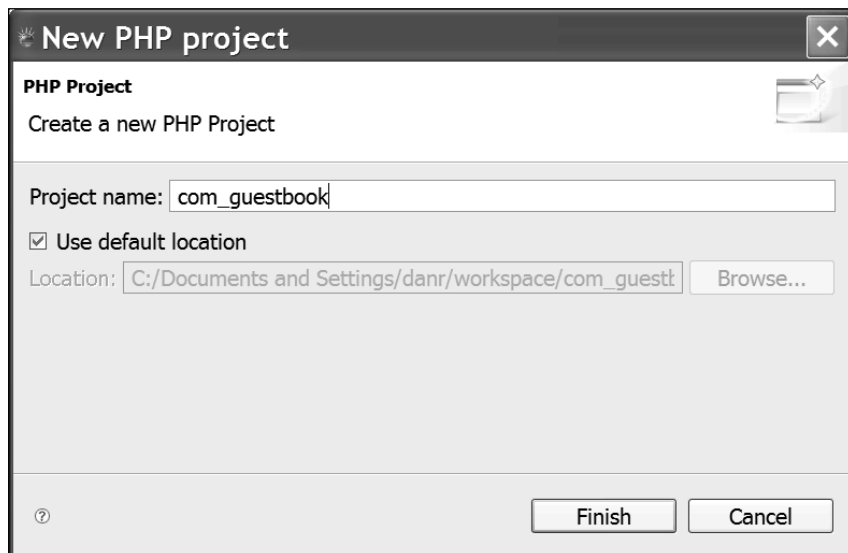 New PHP project
PHP Project
Create a new PHP Project
Project name: com_guestbook
Use default location
Location: C:/Documents and Settings/danr/workspace/com_guestb Browse...
Finish Cancel